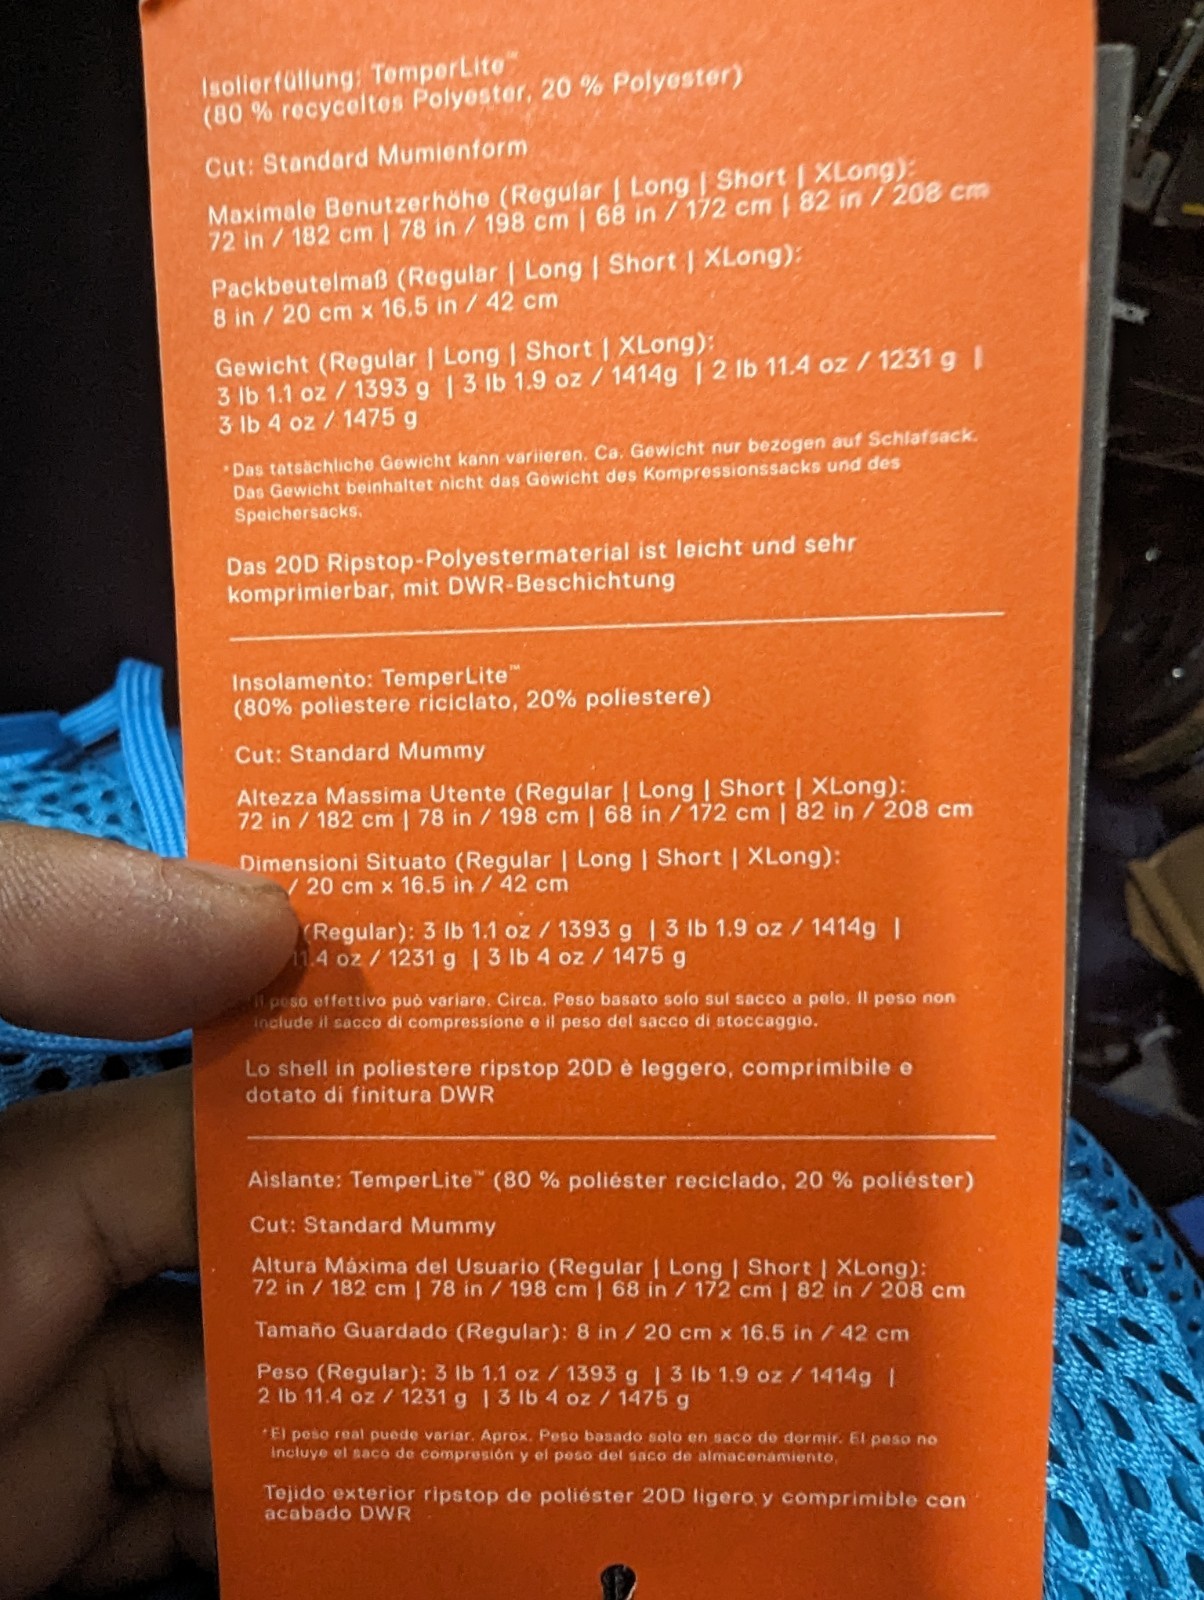 Isolierfüllung: TemperLite™
(80 % recyceltes Polyester, 20 % Polyester)
Cut: Standard Mumienform
Maximale Benutzerhöhe (Regular | Long | Short | XLong):
72 in / 182 cm | 78 in / 198 cm | 68 in / 172 cm | 82 in / 208 cm
Packbeutelmaß (Regular | Long | Short | XLong):
8 in / 20 cm x 16.5 in / 42 cm
Gewicht (Regular | Long | Short | XLong):
3 lb 1.1 oz / 1393 g | 3 lb 1.9 oz / 1414g | 2 lb 11.4 oz / 1231 g |
3 lb 4 oz / 1475 g
*Das tatsächliche Gewicht kann variieren. Ca. Gewicht nur bezogen auf Schlafsack.
Das Gewicht beinhaltet nicht das Gewicht des Kompressionssacks und des
Speichersacks.
Das 20D Ripstop-Polyestermaterial ist leicht und sehr
komprimierbar, mit DWR-Beschichtung
Insolamento: TemperLite™
(80% poliestere riciclato, 20% poliestere)
Cut: Standard Mummy
Altezza Massima Utente (Regular | Long | Short | XLong):
72 in / 182 cm | 78 in / 198 cm | 68 in / 172 cm | 82 in / 208 cm
Dimensioni Situato (Regular | Long | Short | XLong):
/ 20 cm x 16.5 in / 42 cm
(Regular): 3 lb 1.1 oz / 1393 g | 3 lb 1.9 oz / 1414g |
11.4 oz / 1231 g | 3 lb 4 oz / 1475 g
Il peso effettivo può variare. Circa. Peso basato solo sul sacco a pelo. Il peso non
include il sacco di compressione e il peso del sacco di stoccaggio.
Lo shell in poliestere ripstop 20D è leggero, comprimibile e
dotato di finitura DWR
Aislante: TemperLite™ (80 % poliéster reciclado, 20 % poliéster)
Cut: Standard Mummy
Altura Máxima del Usuario (Regular | Long | Short | XLong):
72 in / 182 cm | 78 in / 198 cm | 68 in / 172 cm | 82 in / 208 cm
Tamaño Guardado (Regular): 8 in / 20 cm x 16.5 in / 42 cm
Peso (Regular): 3 lb 1.1 oz / 1393 g | 3 lb 1.9 oz / 1414g |
2 lb 11.4 oz / 1231 g | 3 lb 4 oz / 1475 g
*El peso real puede variar. Aprox. Peso basado solo en saco de dormir. El peso no
incluye el saco de compresión y el peso del saco de almacenamiento.
Tejido exterior ripstop de poliéster 20D ligero y comprimible con
acabado DWR